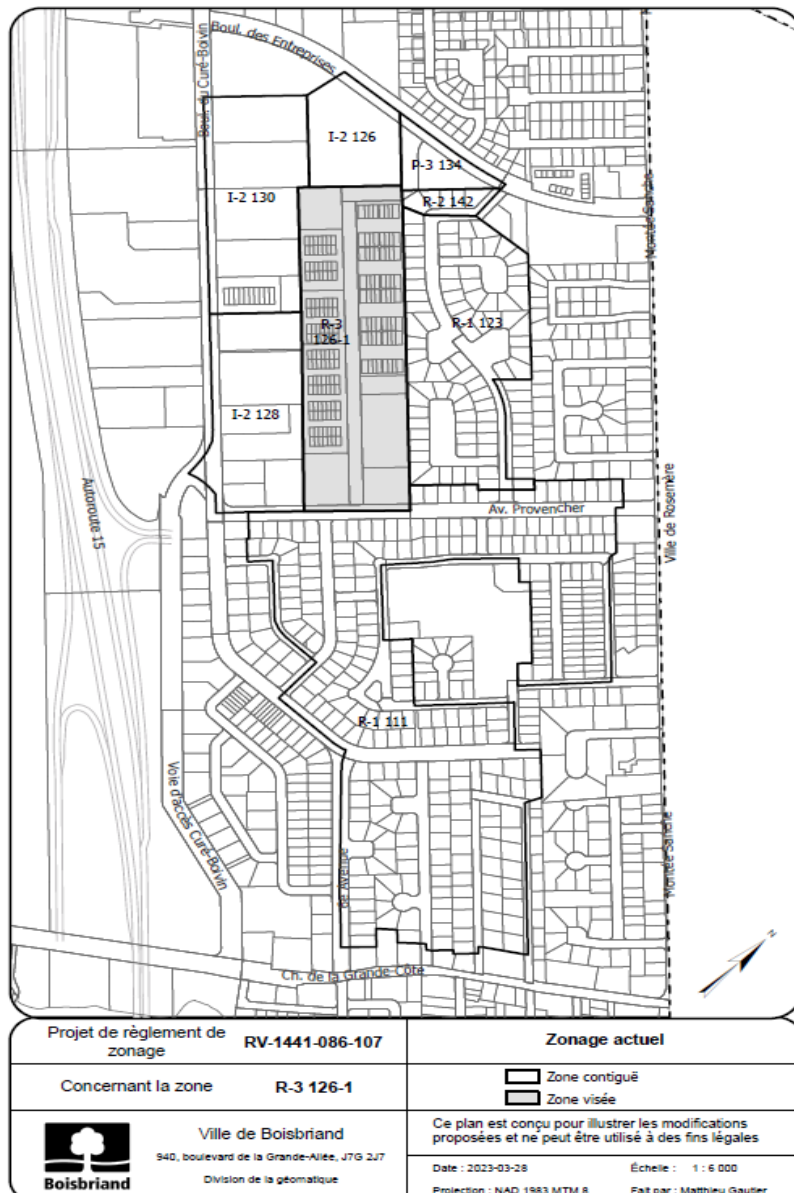 Boul. du Curé-Boivin
Boul. des Entreprises
I-2 126
P-3 134
R-2 142
I-2 130
Montée Sanche
R-3
126-1
R-1 123
I-2 128
Autoroute 15
Av. Provencher
Ville de Rosemère
R-1 111
Voie d'accès Curé-Boivin
Montée Sanche
Avenue
Ch. de la Grande-Côte
N
Projet de règlement de
zonage
RV-1441-086-107
Zonage actuel
Concernant la zone R-3 126-1
Zone contiguë
Zone visée
Boisbriand
Ville de Boisbriand
940, boulevard de la Grande-Allée, J7G 2J7
Division de la géomatique
Ce plan est conçu pour illustrer les modifications
proposées et ne peut être utilisé à des fins légales
Date : 2023-03-28 Échelle : 1 : 6 000
Projection : NAD 1983 MTM 8 Fait par : Matthieu Gautier